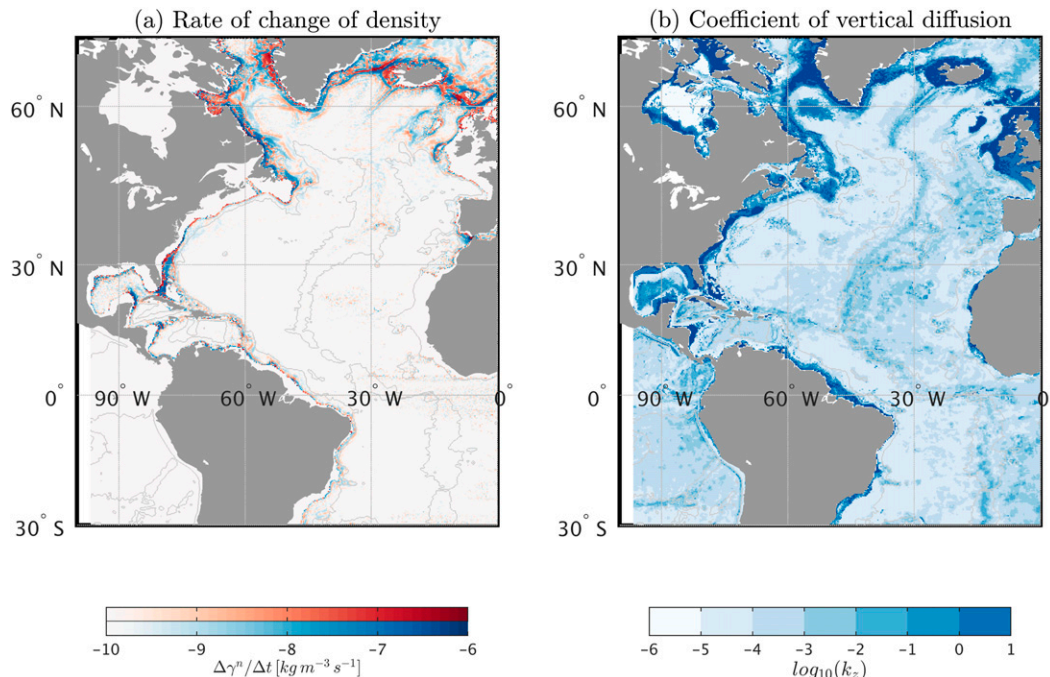 (a) Rate of change of density
(b) Coefficient of vertical diffusion
60° N
60° N
30° N
30° N
0°
90° W
60° W
30° W
0°
0°
90° W
60° W
30° W
0°
30° S
30° S
−10
−9
−8
−7
−6
Δγⁿ/Δt [kg m⁻³ s⁻¹]
−6
−5
−4
−3
−2
−1
0
1
log₁₀(k_z)